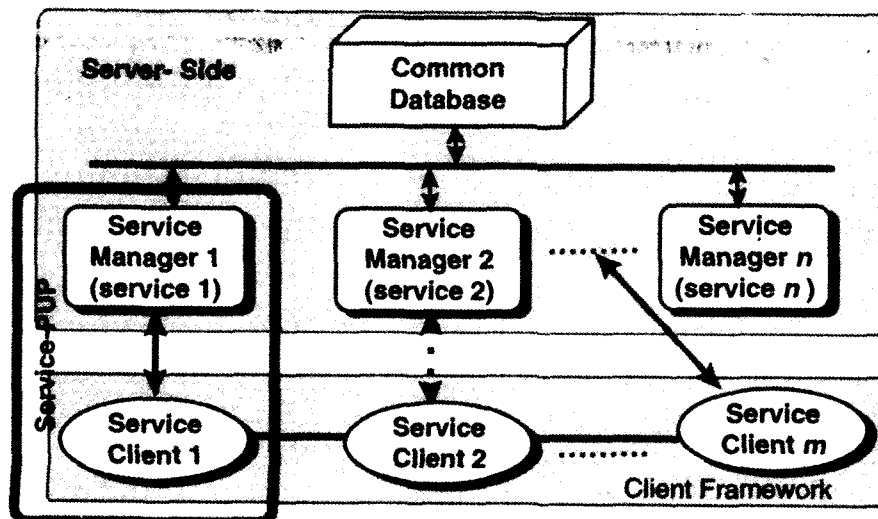 Server- Side
Common
Database
Service
Manager 1
(service 1)
Service
Manager 2
(service 2)
Service
Manager n
(service n )
Service-PUP
Service
Client 1
Service
Client 2
Service
Client m
Client Framework